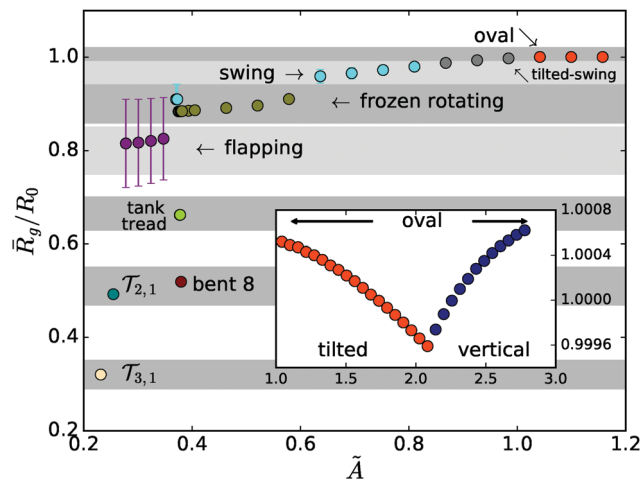 oval
1.0
swing →
tilted-swing
← frozen rotating
0.8
← flapping
R̄g/R0
tank
tread
0.6
oval
1.0008
1.0004
1.0000
0.9996
tilted
vertical
1.0 1.5 2.0 2.5 3.0
𝒯2,1
bent 8
0.4
𝒯3,1
0.2
0.2 0.4 0.6 0.8 1.0 1.2
Ã